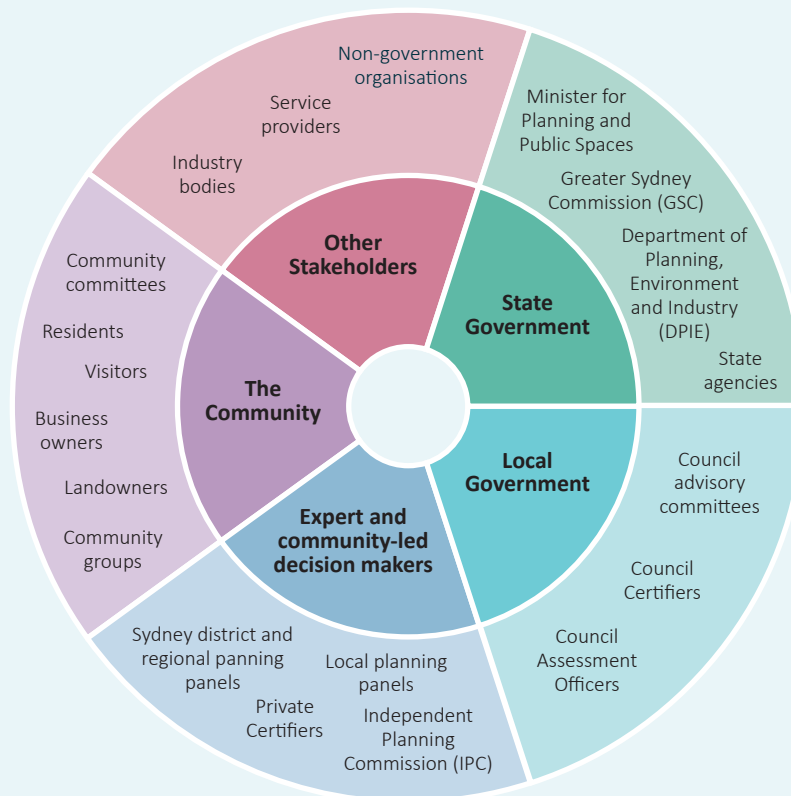 Non-government
organisations
Service
providers
Industry
bodies
Other
Stakeholders
Minister for
Planning and
Public Spaces
Greater Sydney
Commission (GSC)
Department of
Planning,
Environment
and Industry
(DPIE)
State
agencies
State
Government
Council
advisory
committees
Council
Certifiers
Council
Assessment
Officers
Local
Government
Expert and
community-led
decision makers
Sydney district and
regional panning
panels
Local planning
panels
Private
Certifiers
Independent
Planning
Commission (IPC)
The
Community
Community
committees
Residents
Visitors
Business
owners
Landowners
Community
groups